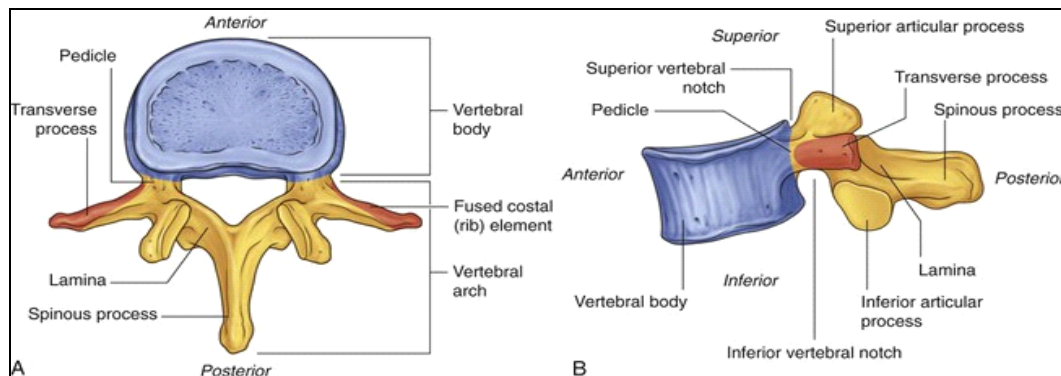 Anterior
Pedicle
Transverse
process
Vertebral
body
Fused costal
(rib) element
Lamina
Vertebral
arch
Spinous process
A
Posterior
Superior
Superior articular process
Superior vertebral
notch
Transverse process
Pedicle
Spinous process
Anterior
Posterior
Lamina
Inferior
Vertebral body
Inferior articular
process
Inferior vertebral notch
B